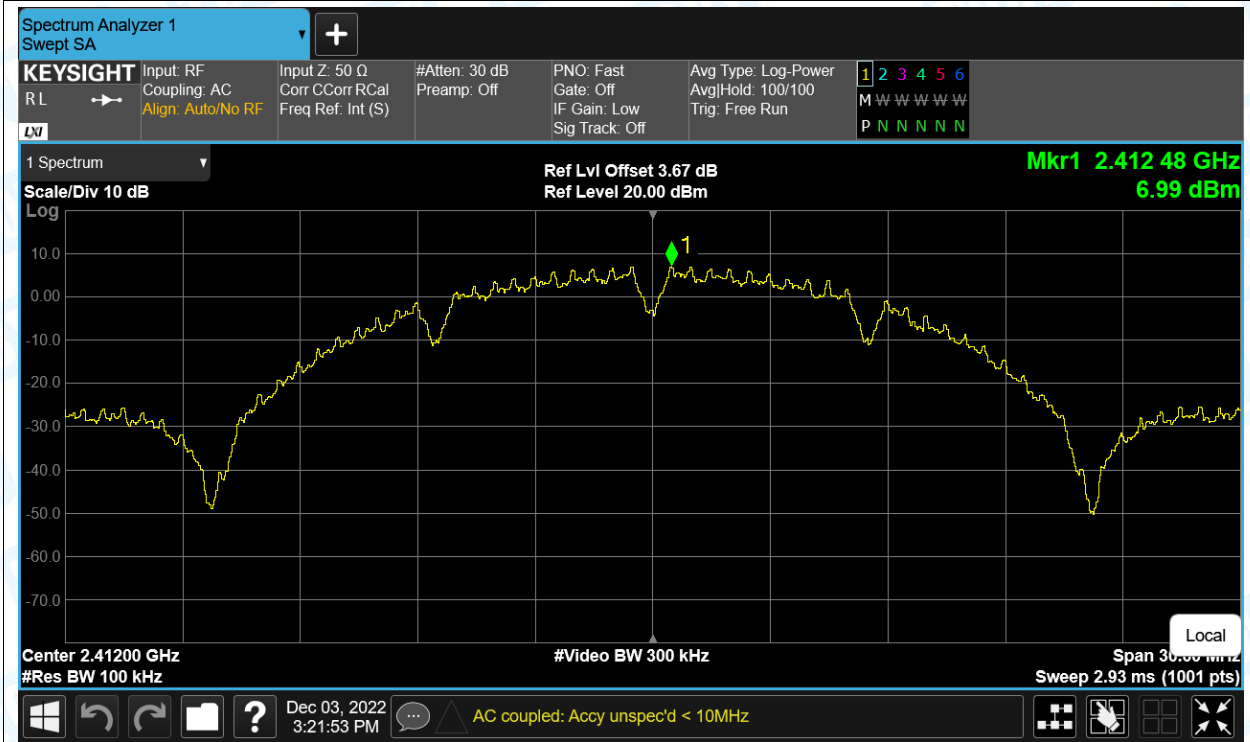 Spectrum Analyzer 1
Swept SA
+
KEYSIGHT
R L
LXI
Input: RF
Coupling: AC
Align: Auto/No RF
Input Z: 50 Ω
Corr CCorr RCal
Freq Ref: Int (S)
#Atten: 30 dB
Preamp: Off
PNO: Fast
Gate: Off
IF Gain: Low
Sig Track: Off
Avg Type: Log-Power
Avg|Hold: 100/100
Trig: Free Run
1 2 3 4 5 6
M W W W W W
P N N N N N
1 Spectrum
Scale/Div 10 dB
Log
Ref Lvl Offset 3.67 dB
Ref Level 20.00 dBm
Mkr1 2.412 48 GHz
6.99 dBm
1
10.0
0.00
-10.0
-20.0
-30.0
-40.0
-50.0
-60.0
-70.0
Local
Center 2.41200 GHz
#Video BW 300 kHz
Span 30.00 MHz
#Res BW 100 kHz
Sweep 2.93 ms (1001 pts)
?
Dec 03, 2022
3:21:53 PM
AC coupled: Accy unspec'd < 10MHz